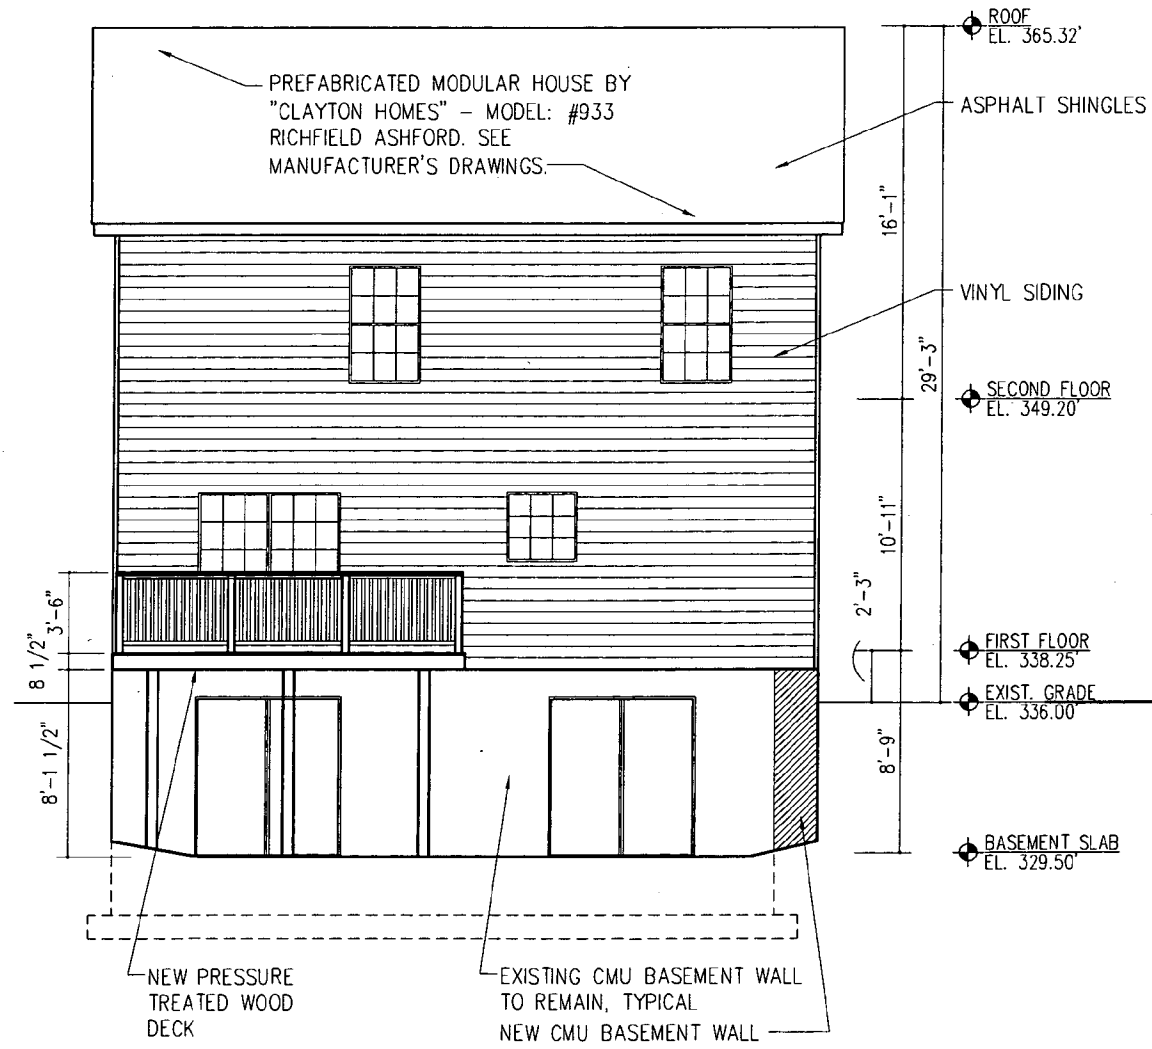 ROOF
EL. 365.32'
PREFABRICATED MODULAR HOUSE BY
"CLAYTON HOMES" – MODEL: #933
RICHFIELD ASHFORD. SEE
MANUFACTURER'S DRAWINGS.
ASPHALT SHINGLES
16'-1"
VINYL SIDING
29'-3"
SECOND FLOOR
EL. 349.20'
10'-11"
2'-3"
3'-6"
8 1/2"
FIRST FLOOR
EL. 338.25'
EXIST. GRADE
EL. 336.00'
8'-1 1/2"
8'-9"
BASEMENT SLAB
EL. 329.50'
NEW PRESSURE
TREATED WOOD
DECK
EXISTING CMU BASEMENT WALL
TO REMAIN, TYPICAL
NEW CMU BASEMENT WALL